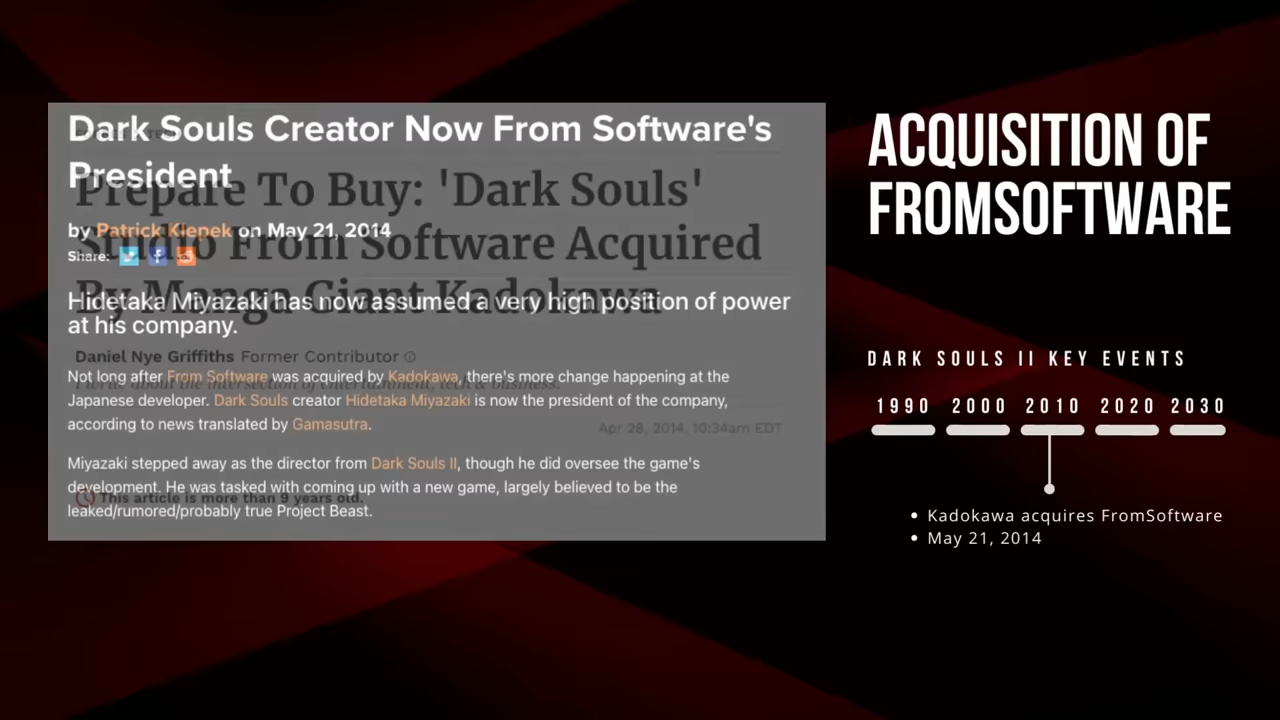 Dark Souls Creator Now From Software's
President
by Patrick Klepek on May 21, 2014
Share:
Hidetaka Miyazaki has now assumed a very high position of power
at his company.
Not long after From Software was acquired by Kadokawa, there's more change happening at the
Japanese developer. Dark Souls creator Hidetaka Miyazaki is now the president of the company,
according to news translated by Gamasutra.
Miyazaki stepped away as the director from Dark Souls II, though he did oversee the game's
development. He was tasked with coming up with a new game, largely believed to be the
leaked/rumored/probably true Project Beast.
Prepare To Buy: 'Dark Souls'
Studio From Software Acquired
By Manga Giant Kadokawa
Daniel Nye Griffiths Former Contributor
I write about the intersection of entertainment, tech & business.
Apr 28, 2014, 10:34am EDT
This article is more than 9 years old.
ACQUISITION OF
FROMSOFTWARE
DARK SOULS II KEY EVENTS
1990 2000 2010 2020 2030
• Kadokawa acquires FromSoftware
• May 21, 2014